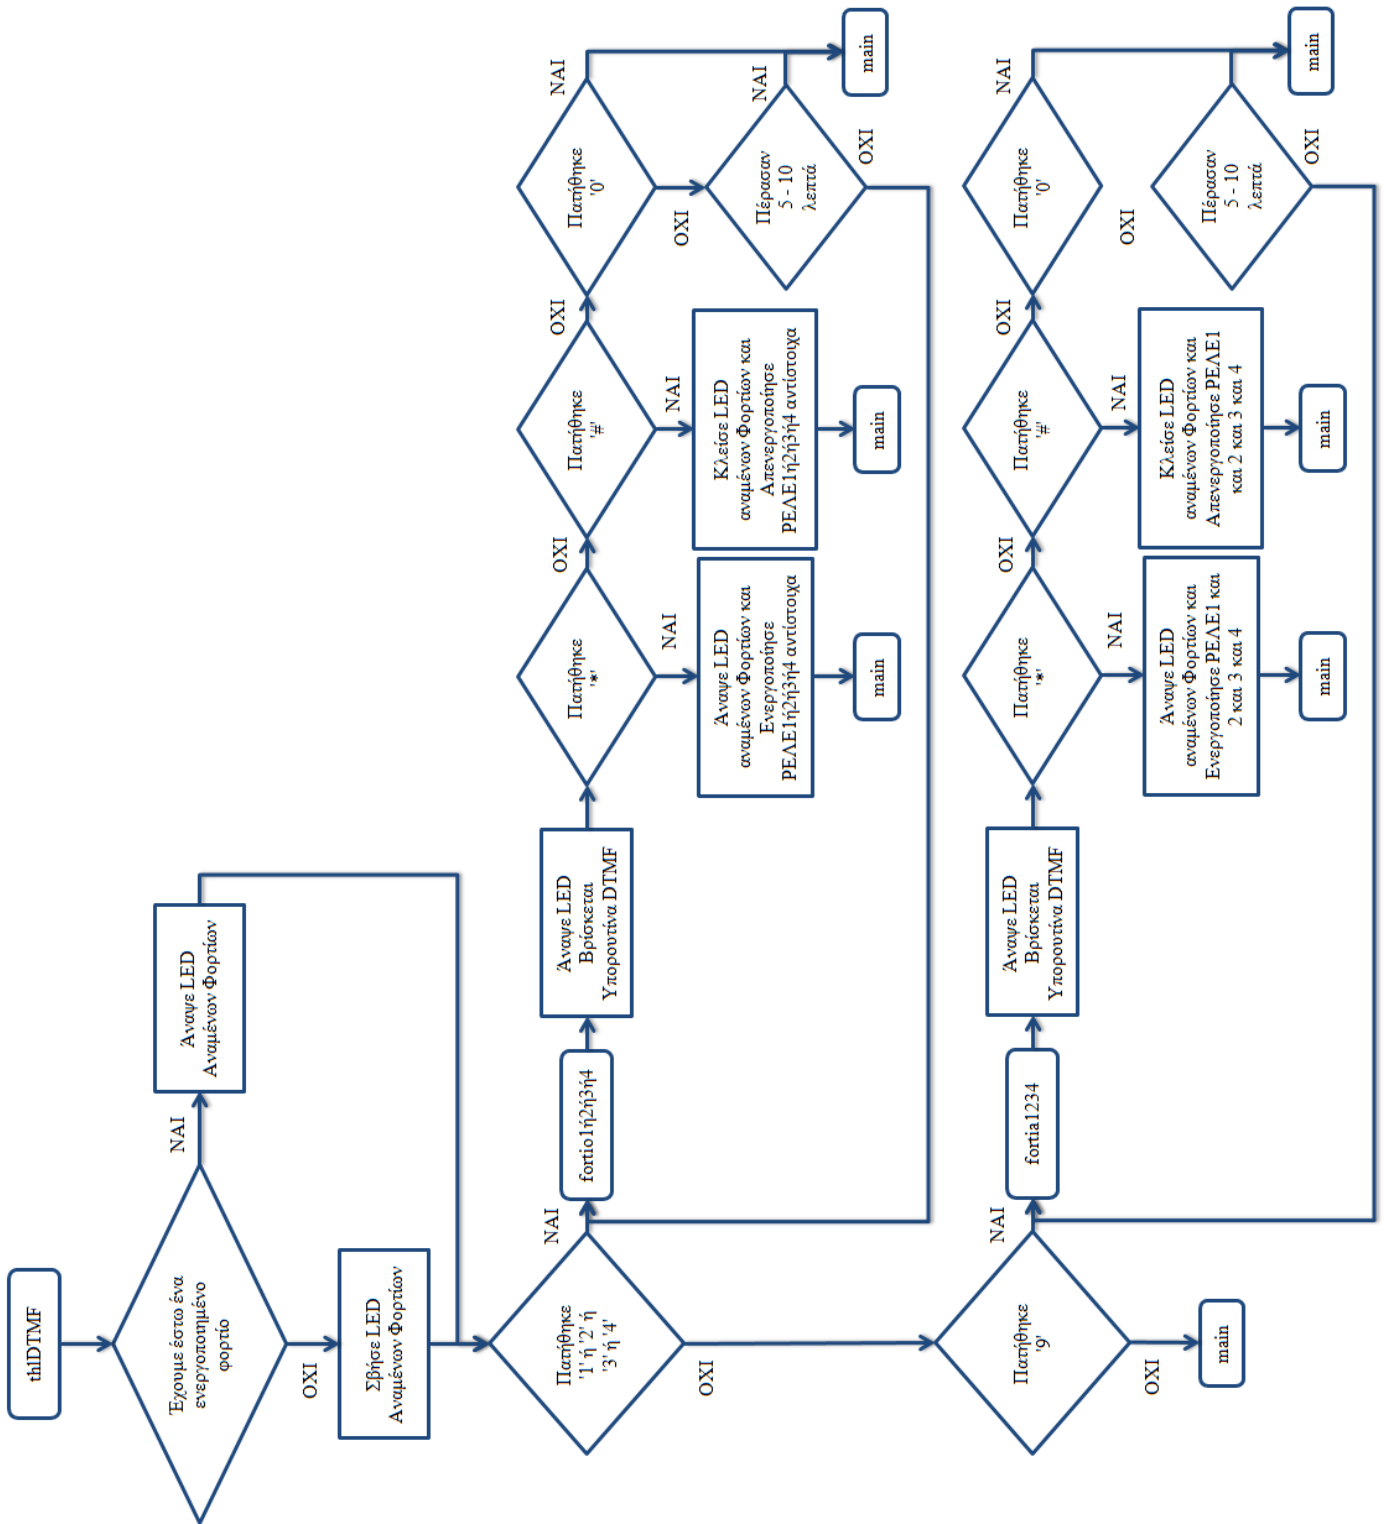 thlDTMF
Έχουμε έστω ένα
ενεργοποιημένο
φορτίο
ΝΑΙ
Άναψε LED
Αναμένων Φορτίων
ΟΧΙ
Σβήσε LED
Αναμένων Φορτίων
Πατήθηκε
'1' ή '2' ή
'3' ή '4'
ΝΑΙ
fortio1ή2ή3ή4
Άναψε LED
Βρίσκεται
Υπορουτίνα DTMF
Πατήθηκε
'*'
ΟΧΙ
Πατήθηκε
'#'
ΟΧΙ
Πατήθηκε
'0'
ΝΑΙ
ΝΑΙ
Άναψε LED
αναμένων Φορτίων και
Ενεργοποίησε
ΡΕΛΕ1ή2ή3ή4 αντίστοιχα
main
ΝΑΙ
Κλείσε LED
αναμένων Φορτίων και
Απενεργοποίησε
ΡΕΛΕ1ή2ή3ή4 αντίστοιχα
main
ΟΧΙ
Πέρασαν
5 - 10
λεπτά
ΝΑΙ
ΟΧΙ
main
ΟΧΙ
Πατήθηκε
'9'
ΝΑΙ
fortia1234
Άναψε LED
Βρίσκεται
Υπορουτίνα DTMF
Πατήθηκε
'*'
ΟΧΙ
Πατήθηκε
'#'
ΟΧΙ
Πατήθηκε
'0'
ΝΑΙ
ΝΑΙ
Άναψε LED
αναμένων Φορτίων και
Ενεργοποίησε ΡΕΛΕ1 και
2 και 3 και 4
main
ΝΑΙ
Κλείσε LED
αναμένων Φορτίων και
Απενεργοποίησε ΡΕΛΕ1
και 2 και 3 και 4
main
ΟΧΙ
Πέρασαν
5 - 10
λεπτά
ΟΧΙ
main
ΟΧΙ
main